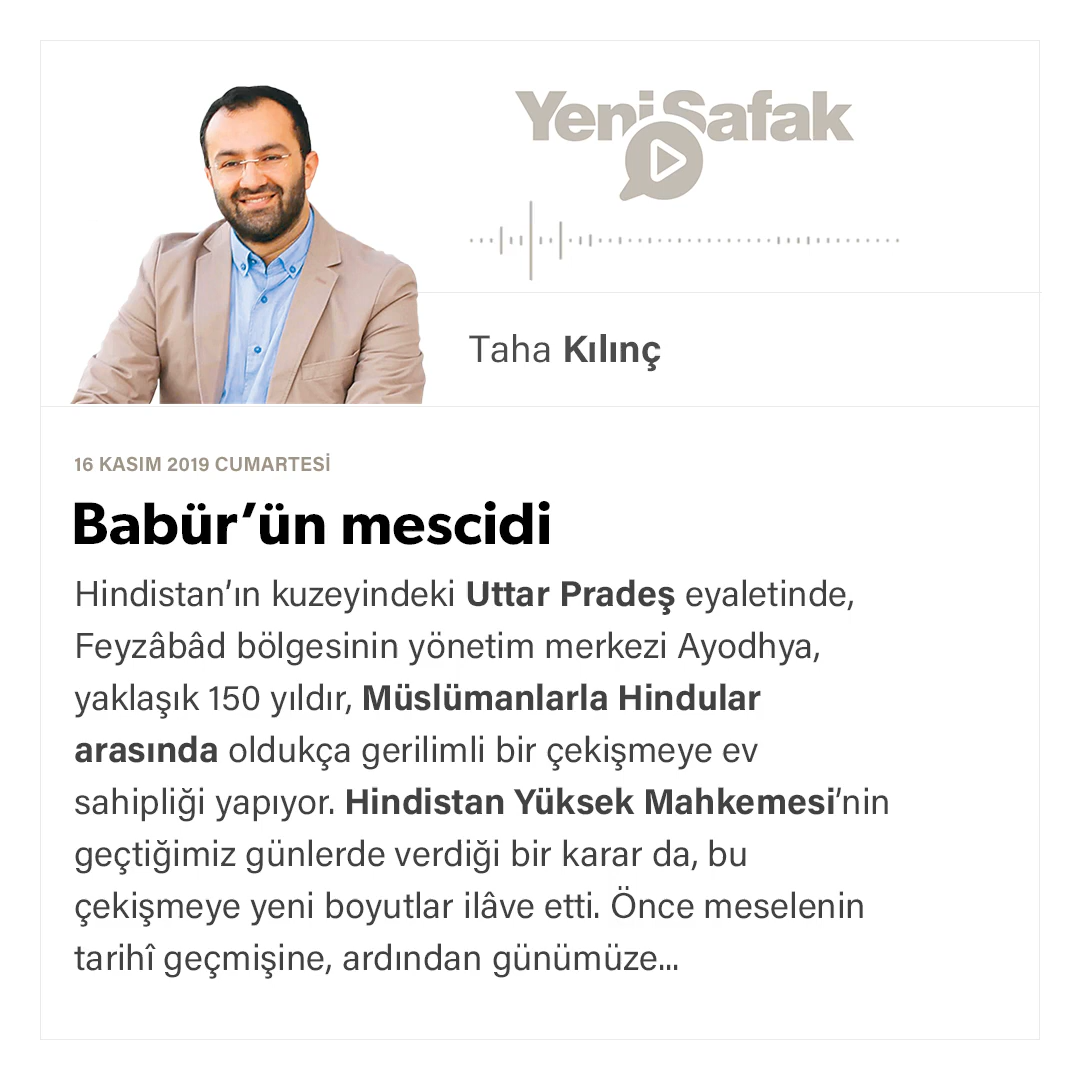 Yeni Safak
Taha Kılınç
16 KASIM 2019 CUMARTESİ
Babür’ün mescidi
Hindistan’ın kuzeyindeki Uttar Pradeş eyaletinde,
Feyzâbâd bölgesinin yönetim merkezi Ayodhya,
yaklaşık 150 yıldır, Müslümanlarla Hindular
arasında oldukça gerilimli bir çekişmeye ev
sahipliği yapıyor. Hindistan Yüksek Mahkemesi’nin
geçtiğimiz günlerde verdiği bir karar da, bu
çekişmeye yeni boyutlar ilâve etti. Önce meselenin
tarihî geçmişine, ardından günümüze...